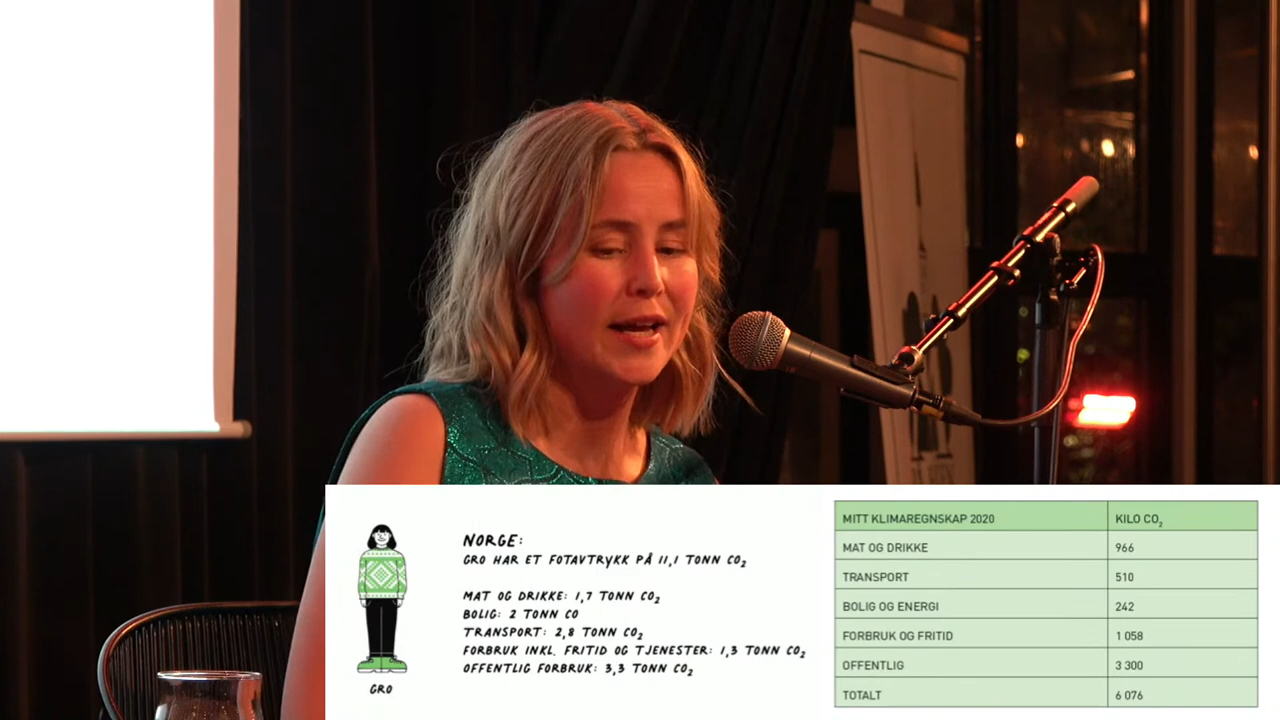 NORGE:
GRO HAR ET FOTAVTRYKK PÅ 11,1 TONN CO₂
MAT OG DRIKKE: 1,7 TONN CO₂
BOLIG: 2 TONN CO
TRANSPORT: 2,8 TONN CO₂
FORBRUK INKL. FRITID OG TJENESTER: 1,3 TONN CO₂
OFFENTLIG FORBRUK: 3,3 TONN CO₂
GRO
MITT KLIMAREGNSKAP 2020 KILO CO₂
MAT OG DRIKKE 966
TRANSPORT 510
BOLIG OG ENERGI 242
FORBRUK OG FRITID 1 058
OFFENTLIG 3 300
TOTALT 6 076